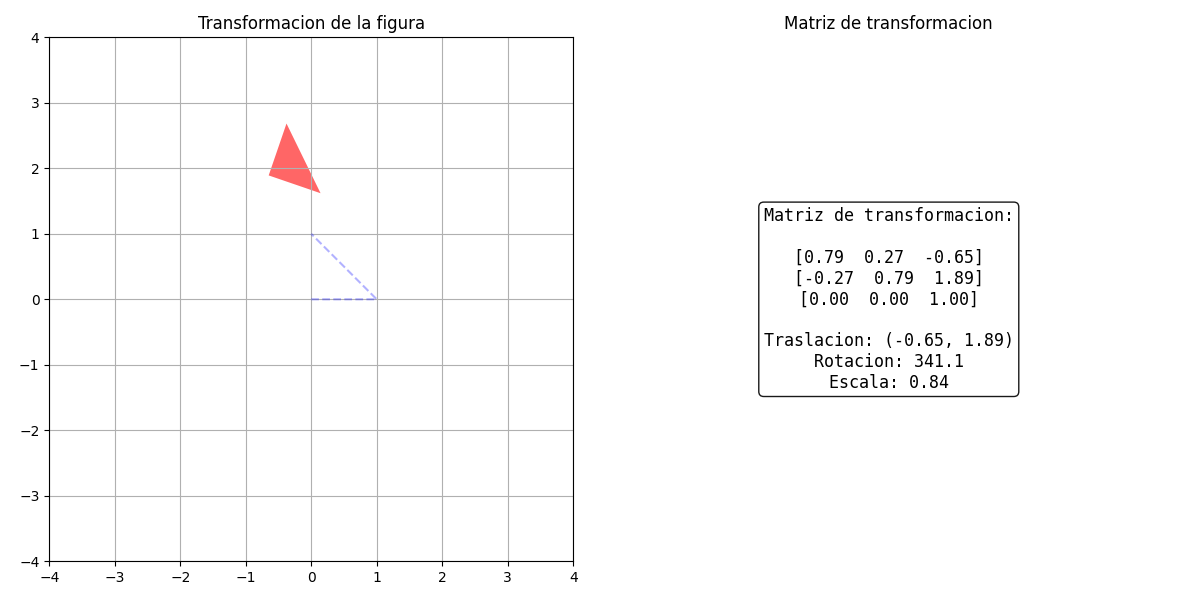 Transformacion de la figura
4
3
2
1
0
−1
−2
−3
−4
−4 −3 −2 −1 0 1 2 3 4
Matriz de transformacion
Matriz de transformacion:
[0.79 0.27 -0.65]
[-0.27 0.79 1.89]
[0.00 0.00 1.00]
Traslacion: (-0.65, 1.89)
Rotacion: 341.1
Escala: 0.84